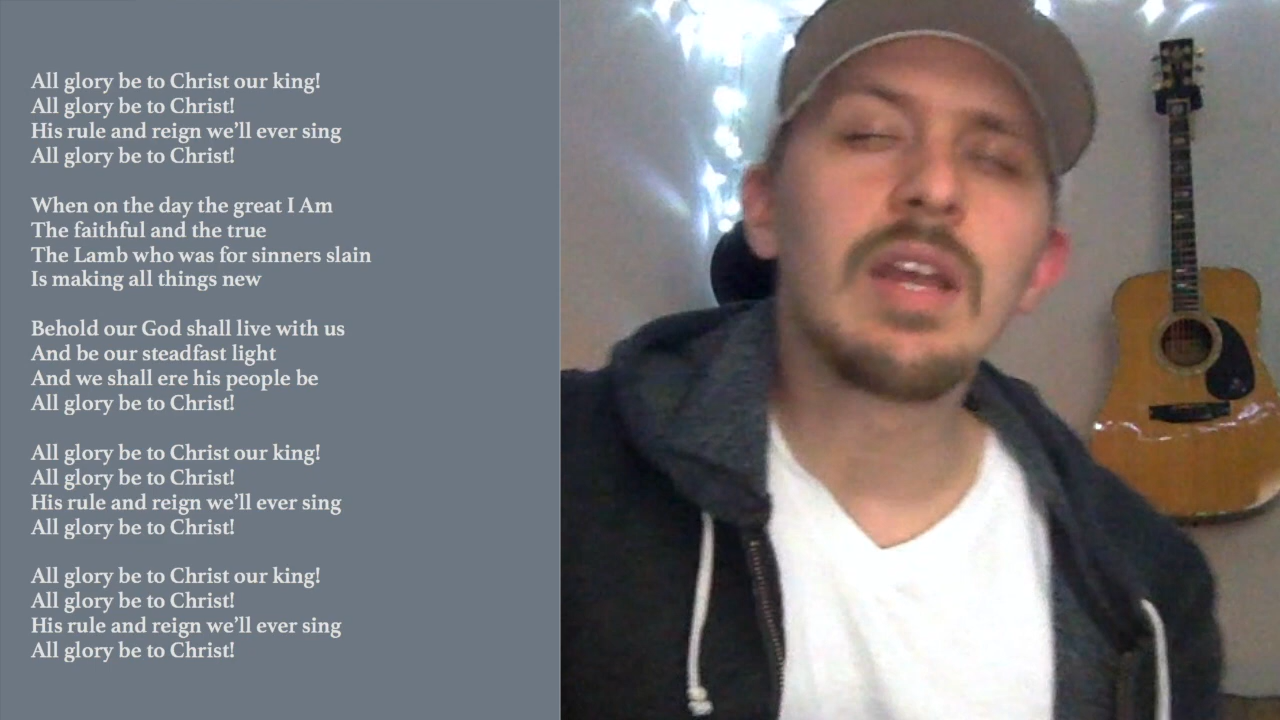 All glory be to Christ our king!
All glory be to Christ!
His rule and reign we’ll ever sing
All glory be to Christ!
When on the day the great I Am
The faithful and the true
The Lamb who was for sinners slain
Is making all things new
Behold our God shall live with us
And be our steadfast light
And we shall ere his people be
All glory be to Christ!
All glory be to Christ our king!
All glory be to Christ!
His rule and reign we’ll ever sing
All glory be to Christ!
All glory be to Christ our king!
All glory be to Christ!
His rule and reign we’ll ever sing
All glory be to Christ!